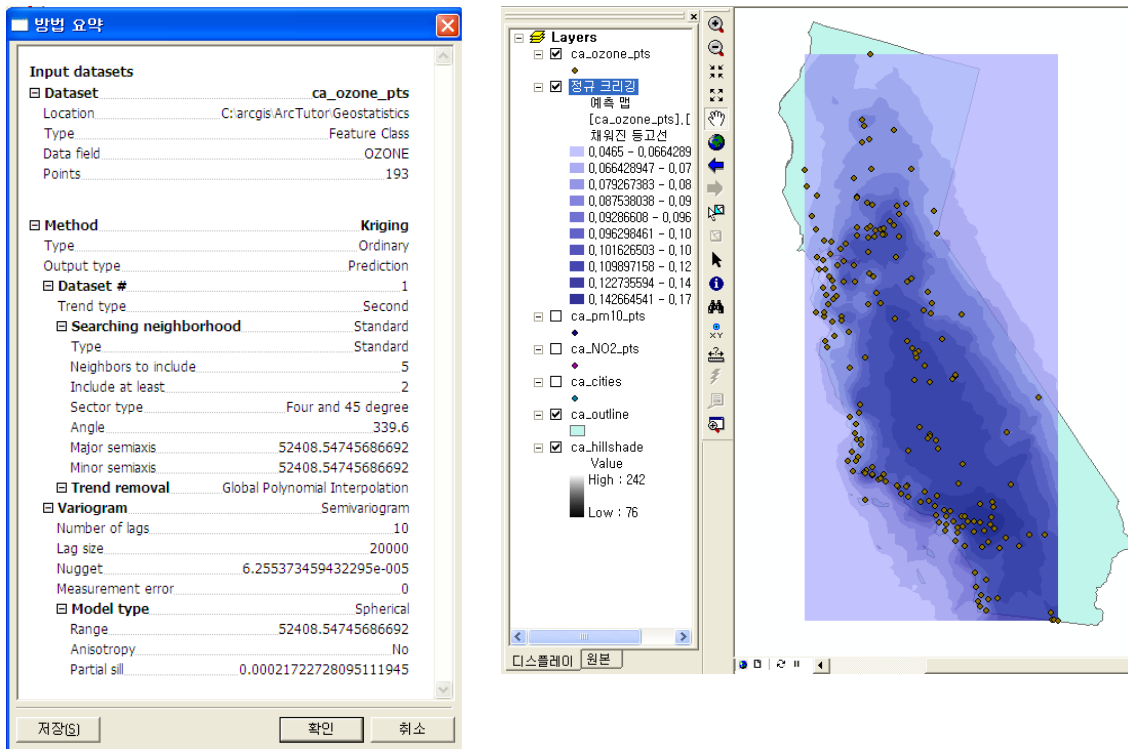 방법 요약
Input datasets
Dataset ca_ozone_pts
Location C:\arcgis\ArcTutor\Geostatistics
Type Feature Class
Data field OZONE
Points 193
Method Kriging
Type Ordinary
Output type Prediction
Dataset # 1
Trend type Second
Searching neighborhood Standard
Type Standard
Neighbors to include 5
Include at least 2
Sector type Four and 45 degree
Angle 339.6
Major semiaxis 52408.54745686692
Minor semiaxis 52408.54745686692
Trend removal Global Polynomial Interpolation
Variogram Semivariogram
Number of lags 10
Lag size 20000
Nugget 6.255373459432295e-005
Measurement error 0
Model type Spherical
Range 52408.54745686692
Anisotropy No
Partial sill 0.00021722728095111945
저장(S) 확인 취소
Layers
ca_ozone_pts
정규 크리깅
예측 맵
[ca_ozone_pts],[
채워진 등고선
0,0465 - 0,0664289
0,066428947 - 0,07
0,079267383 - 0,08
0,087538038 - 0,09
0,09286608 - 0,096
0,096298461 - 0,10
0,101626503 - 0,10
0,109897158 - 0,12
0,122735594 - 0,14
0,142664541 - 0,17
ca_pm10_pts
ca_NO2_pts
ca_cities
ca_outline
ca_hillshade
Value
High : 242
Low : 76
디스플레이 원본
XY